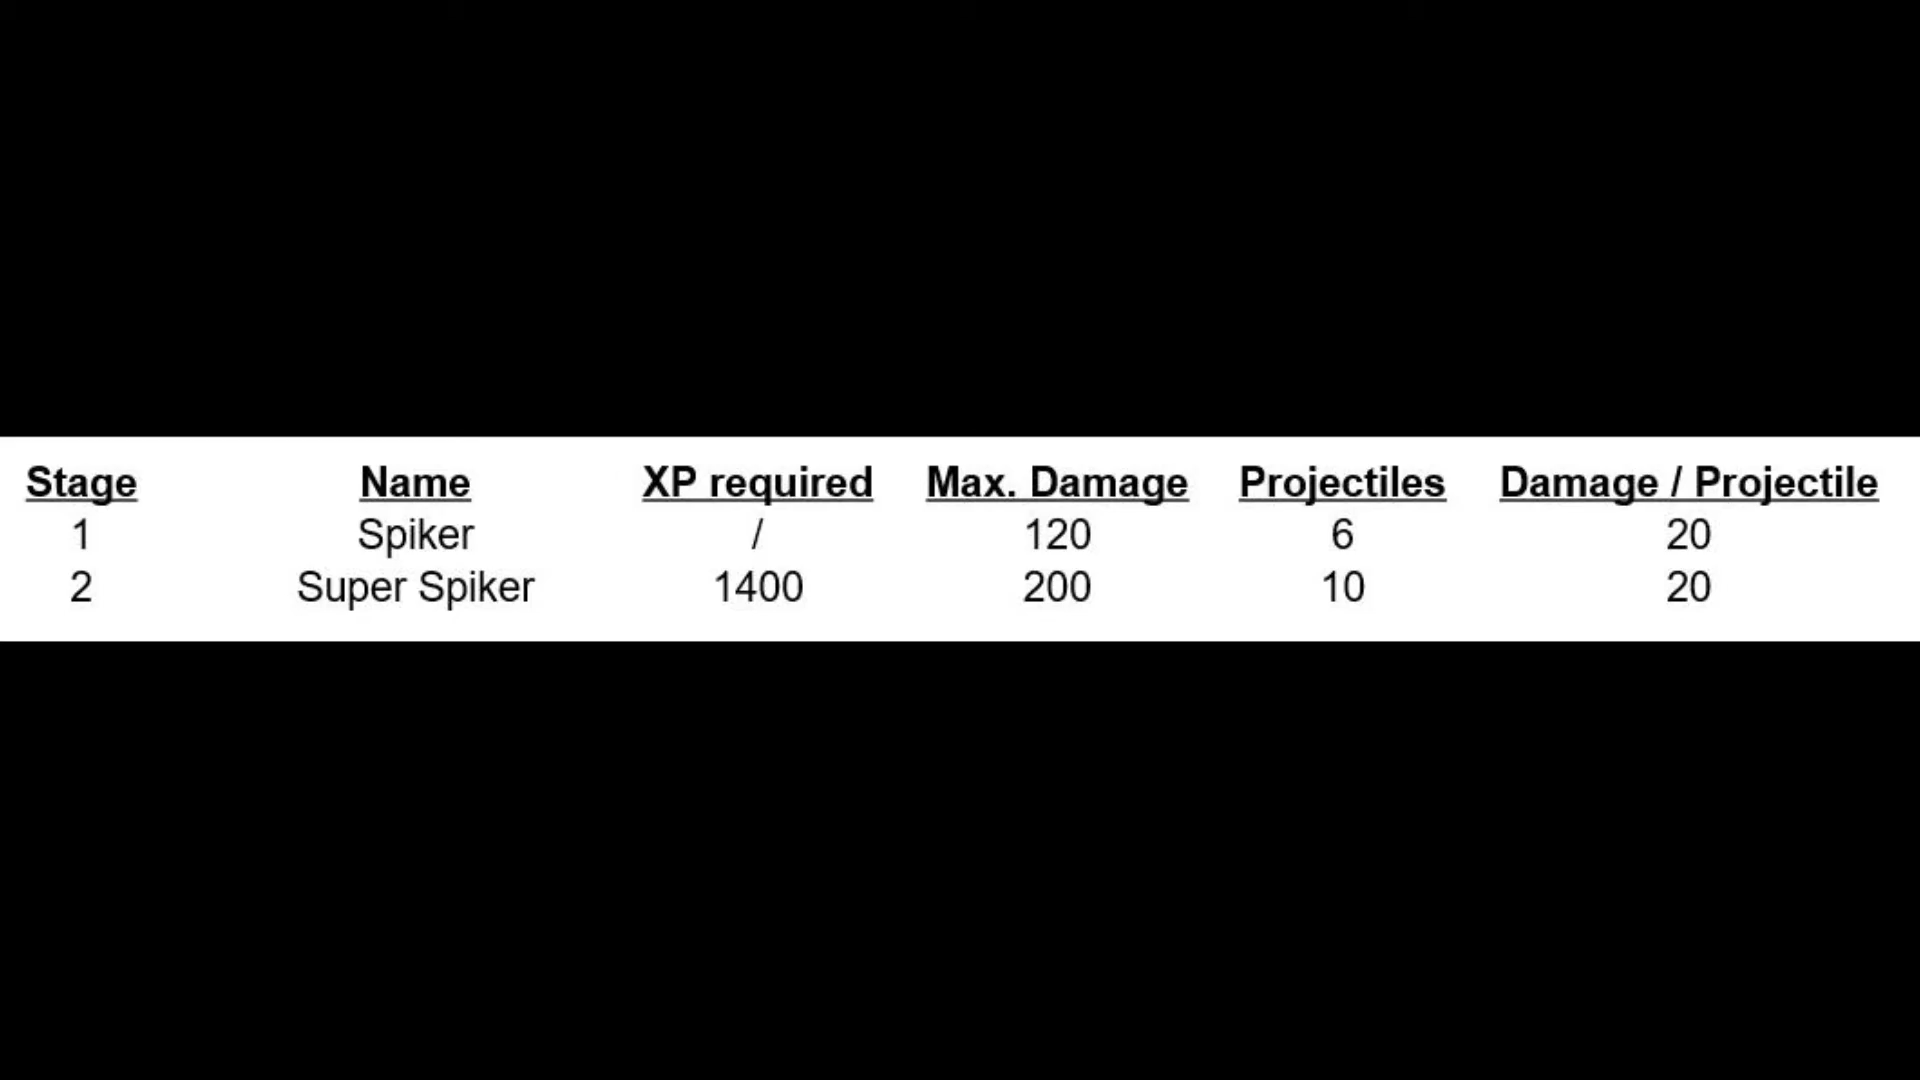 Stage Name XP required Max. Damage Projectiles Damage / Projectile
1 Spiker / 120 6 20
2 Super Spiker 1400 200 10 20